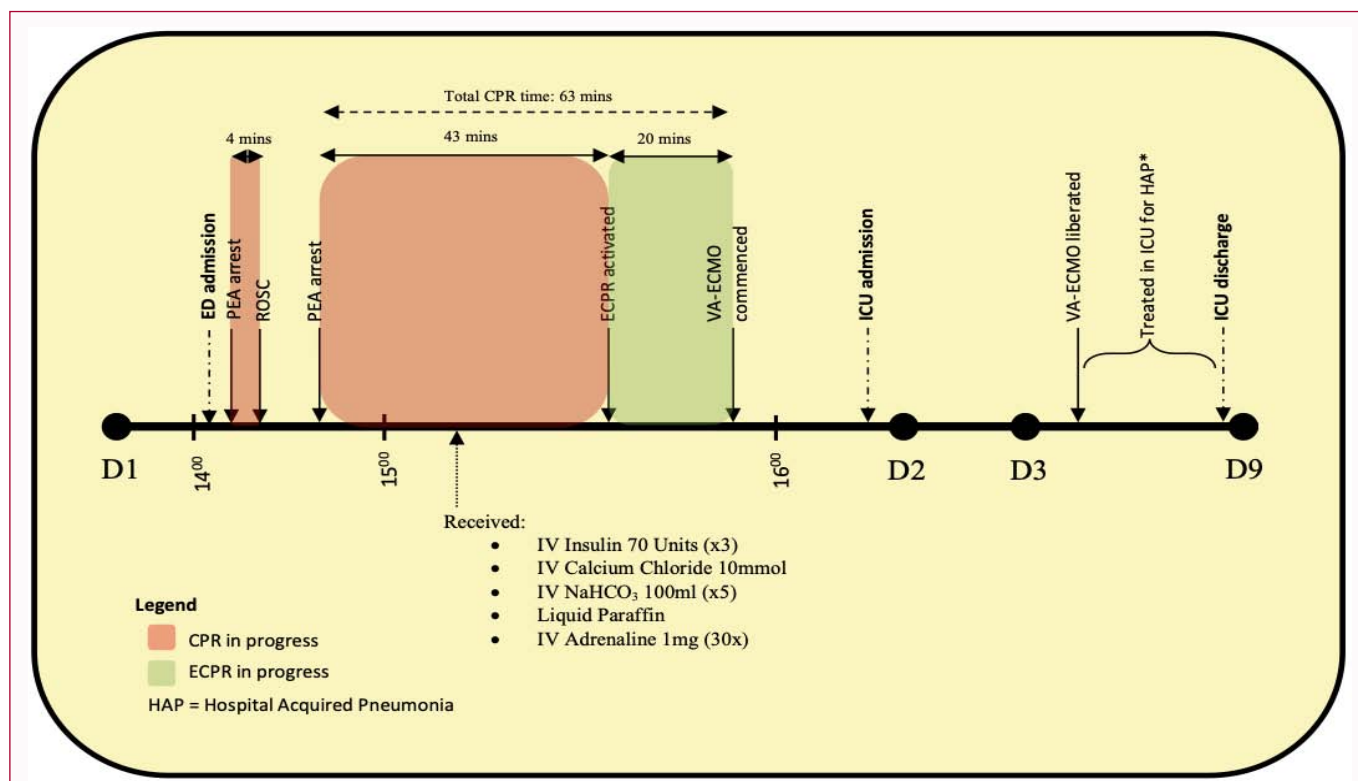 Total CPR time: 63 mins
4 mins
43 mins
20 mins
ED admission
PEA arrest
ROSC
PEA arrest
ECPR activated
VA-ECMO
commenced
ICU admission
VA-ECMO liberated
Treated in ICU for HAP*
ICU discharge
D1
14⁰⁰
15⁰⁰
16⁰⁰
D2
D3
D9
Received:
• IV Insulin 70 Units (x3)
• IV Calcium Chloride 10mmol
• IV NaHCO₃ 100ml (x5)
• Liquid Paraffin
• IV Adrenaline 1mg (30x)
Legend
CPR in progress
ECPR in progress
HAP = Hospital Acquired Pneumonia